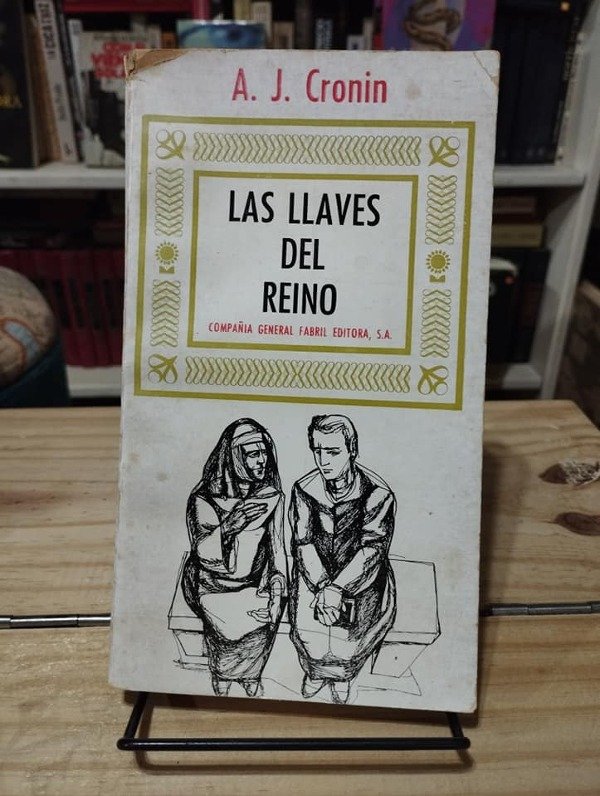 A. J. Cronin
LAS LLAVES
DEL
REINO
COMPAÑIA GENERAL FABRIL EDITORA, S.A.